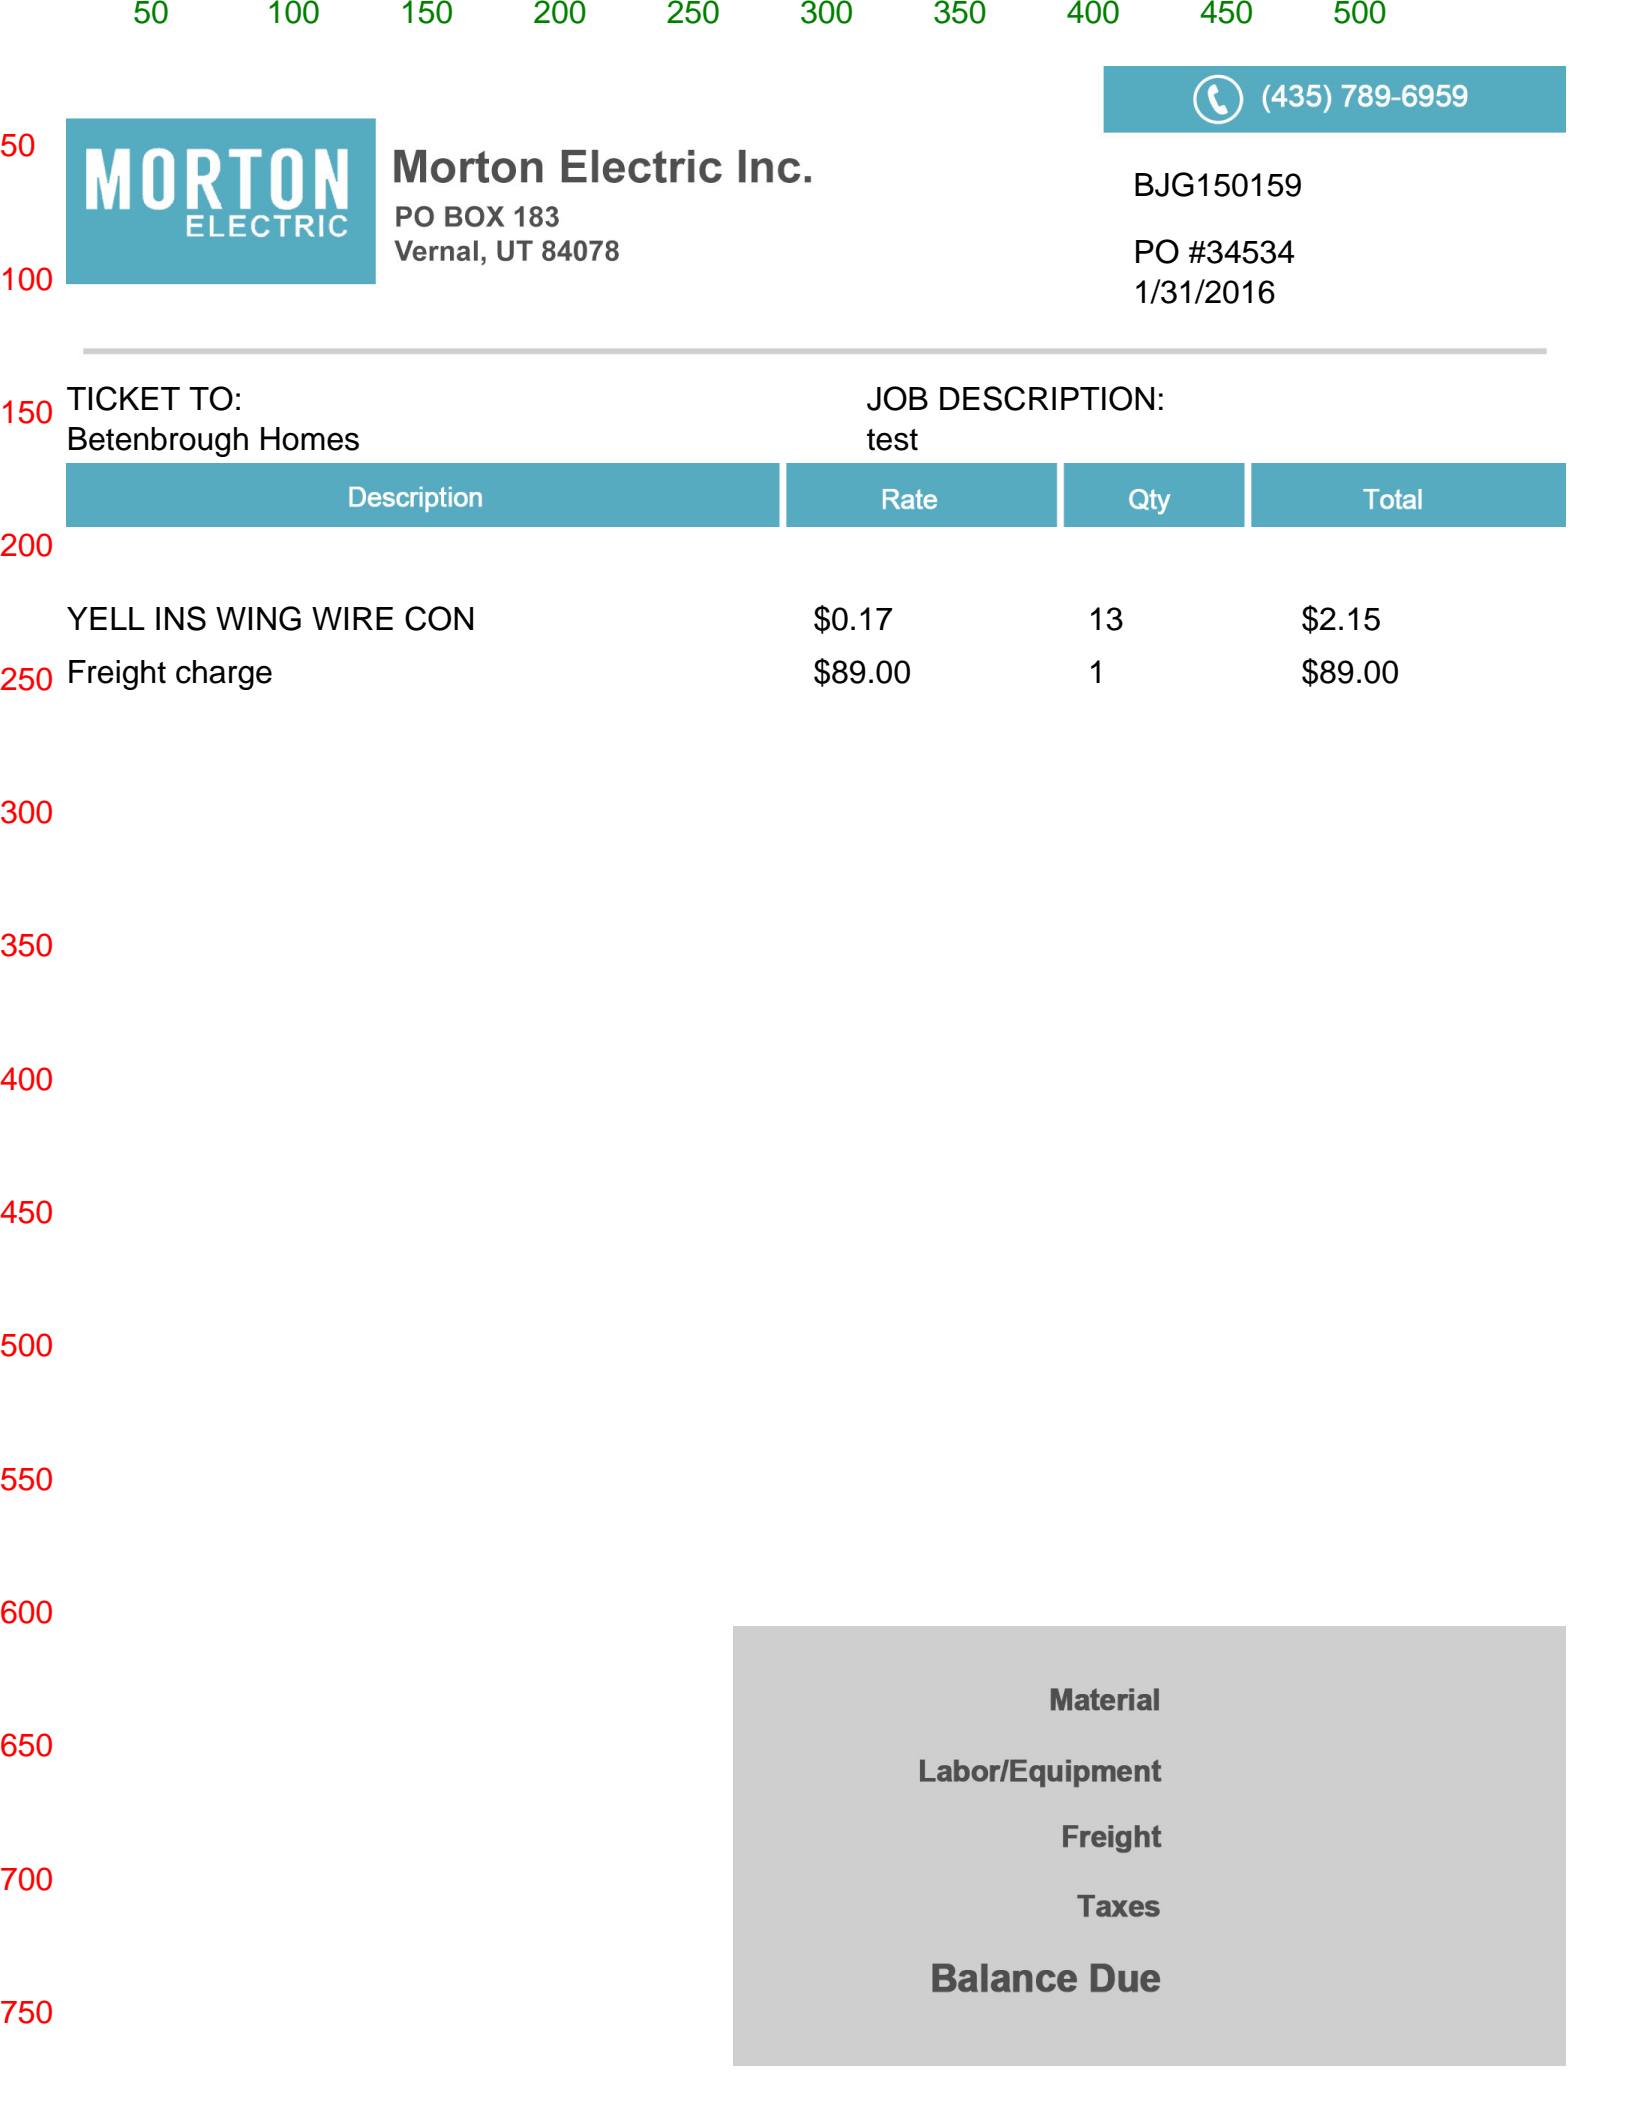 50 100 150 200 250 300 350 400 450 500
(435) 789-6959
50
MORTON
ELECTRIC
Morton Electric Inc.
PO BOX 183
Vernal, UT 84078
BJG150159
PO #34534
1/31/2016
100
150
TICKET TO:
Betenbrough Homes
JOB DESCRIPTION:
test
Description Rate Qty Total
200
YELL INS WING WIRE CON $0.17 13 $2.15
250 Freight charge $89.00 1 $89.00
300
350
400
450
500
550
600
Material
650
Labor/Equipment
Freight
700
Taxes
Balance Due
750